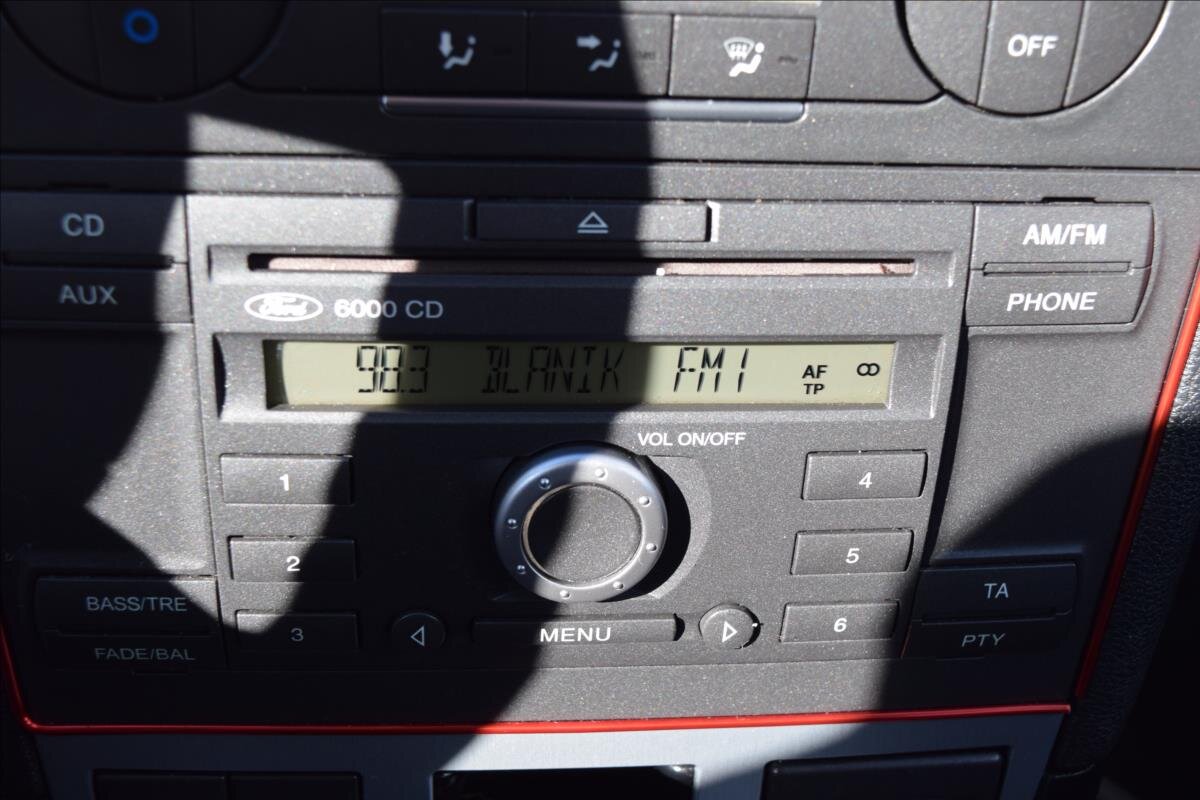 OFF
CD
AM/FM
AUX
PHONE
Ford 6000 CD
98.3 BLANIK FM1 AF TP
VOL ON/OFF
1
4
2
5
BASS/TRE
TA
3
MENU
6
FADE/BAL
PTY